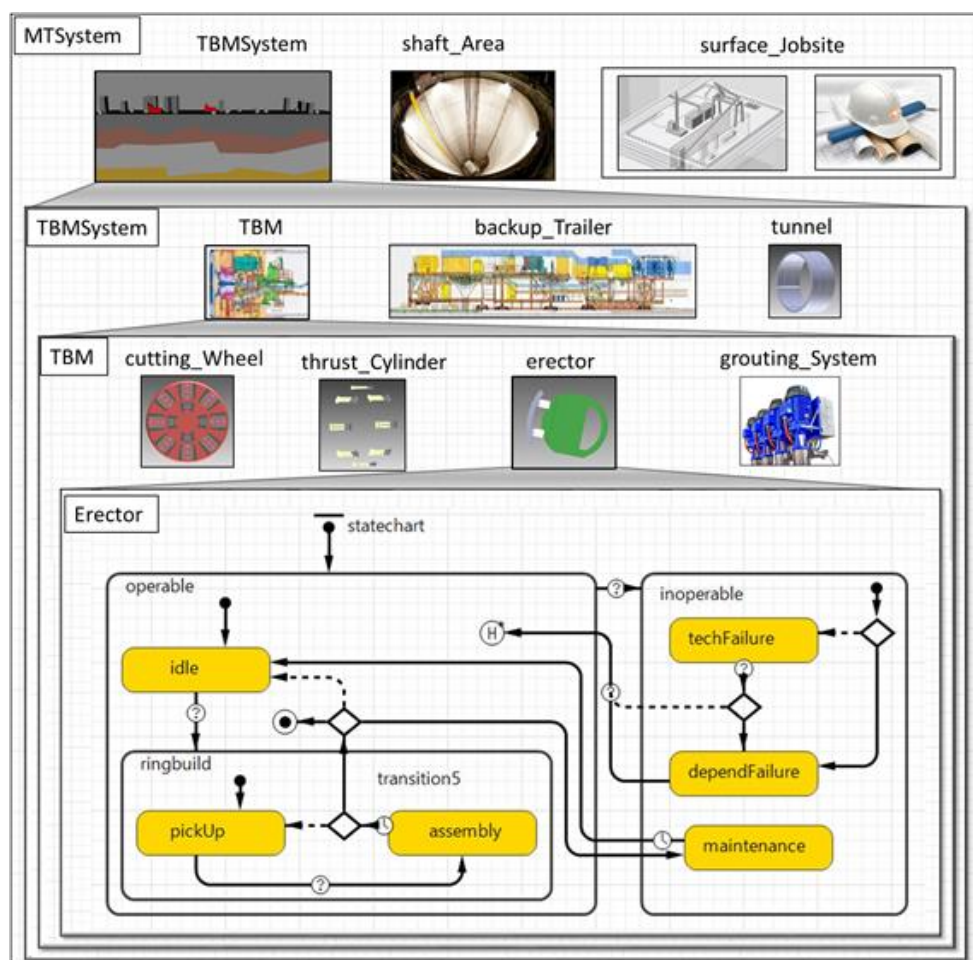 MTSystem
TBMSystem
shaft_Area
surface_Jobsite
TBMSystem
TBM
backup_Trailer
tunnel
TBM
cutting_Wheel
thrust_Cylinder
erector
grouting_System
Erector
statechart
operable
inoperable
techFailure
H*
idle
?
?
?
?
ringbuild
transition5
dependFailure
pickUp
assembly
maintenance
?